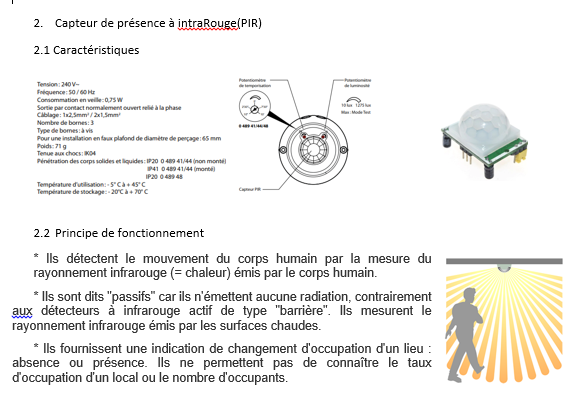 2. Capteur de présence à intraRouge(PIR)
2.1 Caractéristiques
Tension : 240 V~
Fréquence : 50 / 60 Hz
Consommation en veille : 0,75 W
Sortie par contact normalement ouvert relié à la phase
Câblage : 1x2,5mm² / 2x1,5mm²
Nombre de bornes : 3
Type de bornes : à vis
Pour une installation en faux plafond de diamètre de perçage : 65 mm
Poids : 71 g
Tenue aux chocs : IK04
Pénétration des corps solides et liquides : IP20 0 489 41/44 (non monté)
IP41 0 489 41/44 (monté)
IP20 0 489 48
Température d'utilisation : - 5° C à + 45° C
Température de stockage : - 20°C à + 70° C
Potentiomètre
de temporisation
0 489 41/44/48
Capteur PIR
Potentiomètre
de luminosité
10 lux 1275 lux
Max : Mode Test
2.2 Principe de fonctionnement
* Ils détectent le mouvement du corps humain par la mesure du
rayonnement infrarouge (= chaleur) émis par le corps humain.
* Ils sont dits "passifs" car ils n'émettent aucune radiation, contrairement
aux détecteurs à infrarouge actif de type "barrière". Ils mesurent le
rayonnement infrarouge émis par les surfaces chaudes.
* Ils fournissent une indication de changement d'occupation d'un lieu :
absence ou présence. Ils ne permettent pas de connaître le taux
d'occupation d'un local ou le nombre d'occupants.